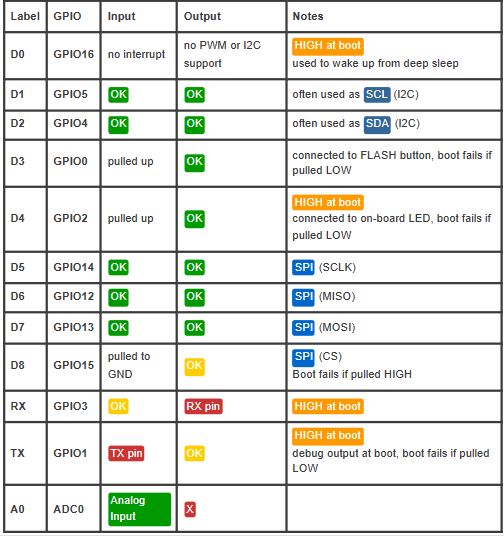 Label GPIO Input Output Notes
D0 GPIO16 no interrupt no PWM or I2C support HIGH at boot
used to wake up from deep sleep
D1 GPIO5 OK OK often used as SCL (I2C)
D2 GPIO4 OK OK often used as SDA (I2C)
D3 GPIO0 pulled up OK connected to FLASH button, boot fails if
pulled LOW
D4 GPIO2 pulled up OK HIGH at boot
connected to on-board LED, boot fails if
pulled LOW
D5 GPIO14 OK OK SPI (SCLK)
D6 GPIO12 OK OK SPI (MISO)
D7 GPIO13 OK OK SPI (MOSI)
D8 GPIO15 pulled to GND OK SPI (CS)
Boot fails if pulled HIGH
RX GPIO3 OK RX pin HIGH at boot
TX GPIO1 TX pin OK HIGH at boot
debug output at boot, boot fails if pulled
LOW
A0 ADC0 Analog Input X